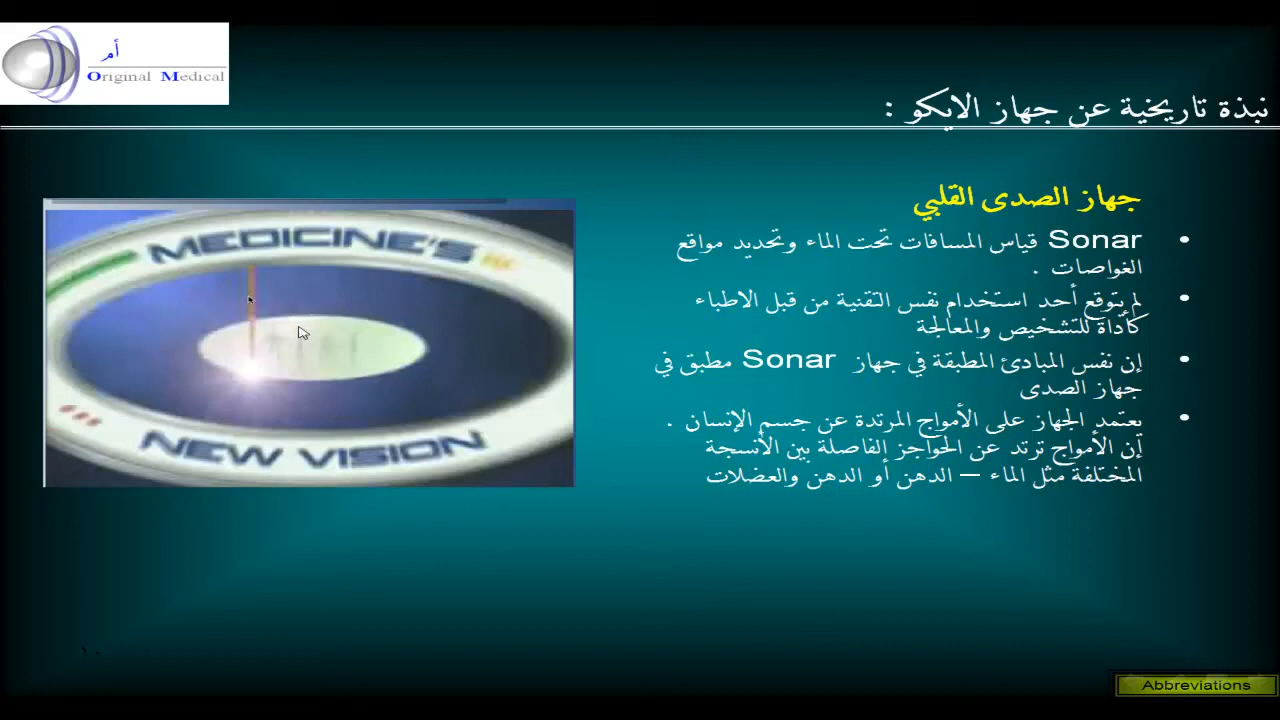 أم
Original Medical
نبذة تاريخية عن جهاز الايكو :
جهاز الصدى القلبي
• Sonar قياس المسافات تحت الماء وتحديد مواقع
الغواصات .
• لم يتوقع أحد استخدام نفس التقنية من قبل الاطباء
كأداة للتشخيص والمعالجة
• إن نفس المبادئ المطبقة في جهاز Sonar مطبق في
جهاز الصدى
• يعتمد الجهاز على الأمواج المرتدة عن جسم الإنسان .
إن الأمواج ترتد عن الحواجز الفاصلة بين الأنسجة
المختلفة مثل الماء – الدهن أو الدهن والعضلات
MEDICINE'S
NEW VISION
١٠
Abbreviations